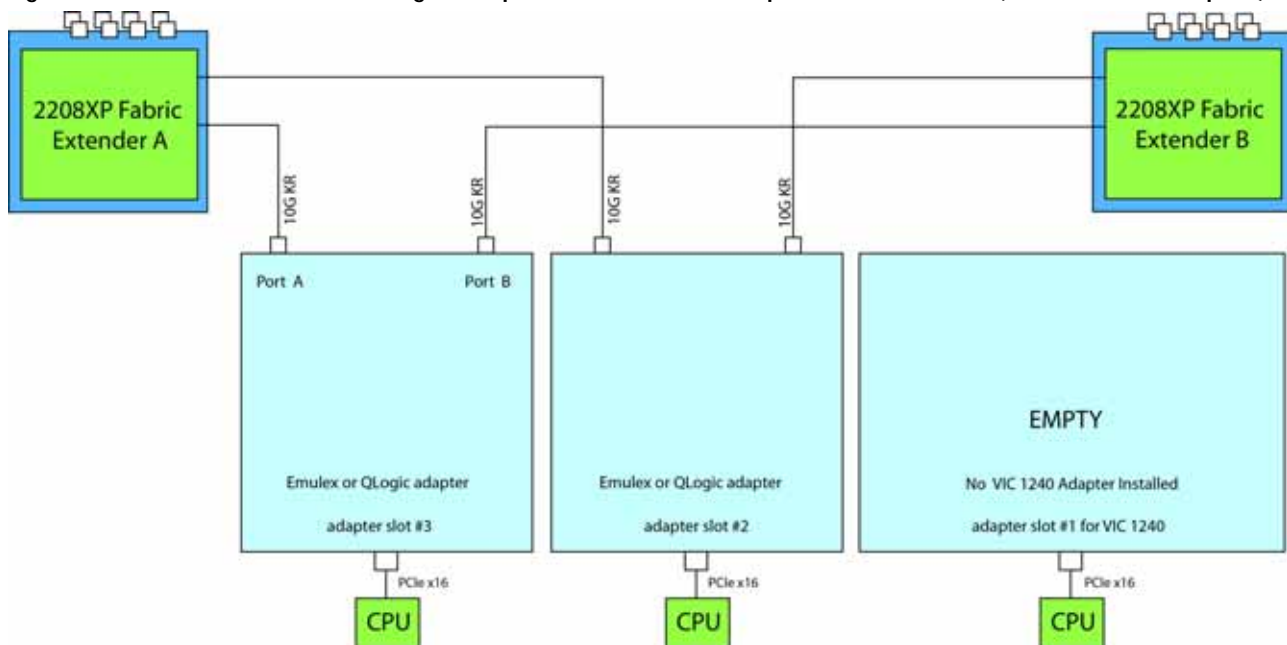 2208XP Fabric
Extender A
2208XP Fabric
Extender B
10G KR
10G KR
10G KR
10G KR
Port A
Port B
EMPTY
Emulex or QLogic adapter
adapter slot #3
Emulex or QLogic adapter
adapter slot #2
No VIC 1240 Adapter Installed
adapter slot #1 for VIC 1240
PCIe x16
PCIe x16
PCIe x16
CPU
CPU
CPU